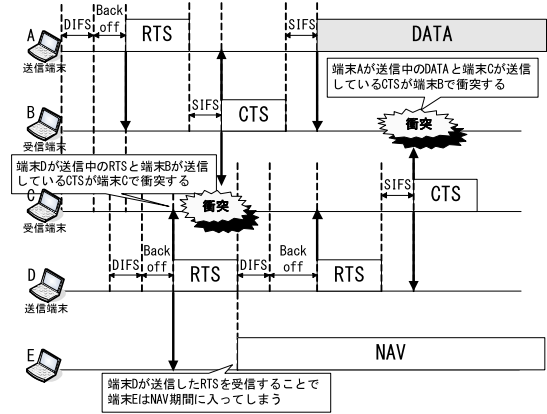 DIFS
Back
off
RTS
SIFS
DATA
A
送信端末
端末Aが送信中のDATAと端末Cが送信
しているCTSが端末Bで衝突する
SIFS
CTS
B
受信端末
衝突
端末Dが送信中のRTSと端末Bが送信
しているCTSが端末Cで衝突する
衝突
SIFS
CTS
C
受信端末
DIFS
Back
off
RTS
DIFS
Back
off
RTS
D
送信端末
NAV
E
端末Dが送信したRTSを受信することで
端末EはNAV期間に入ってしまう